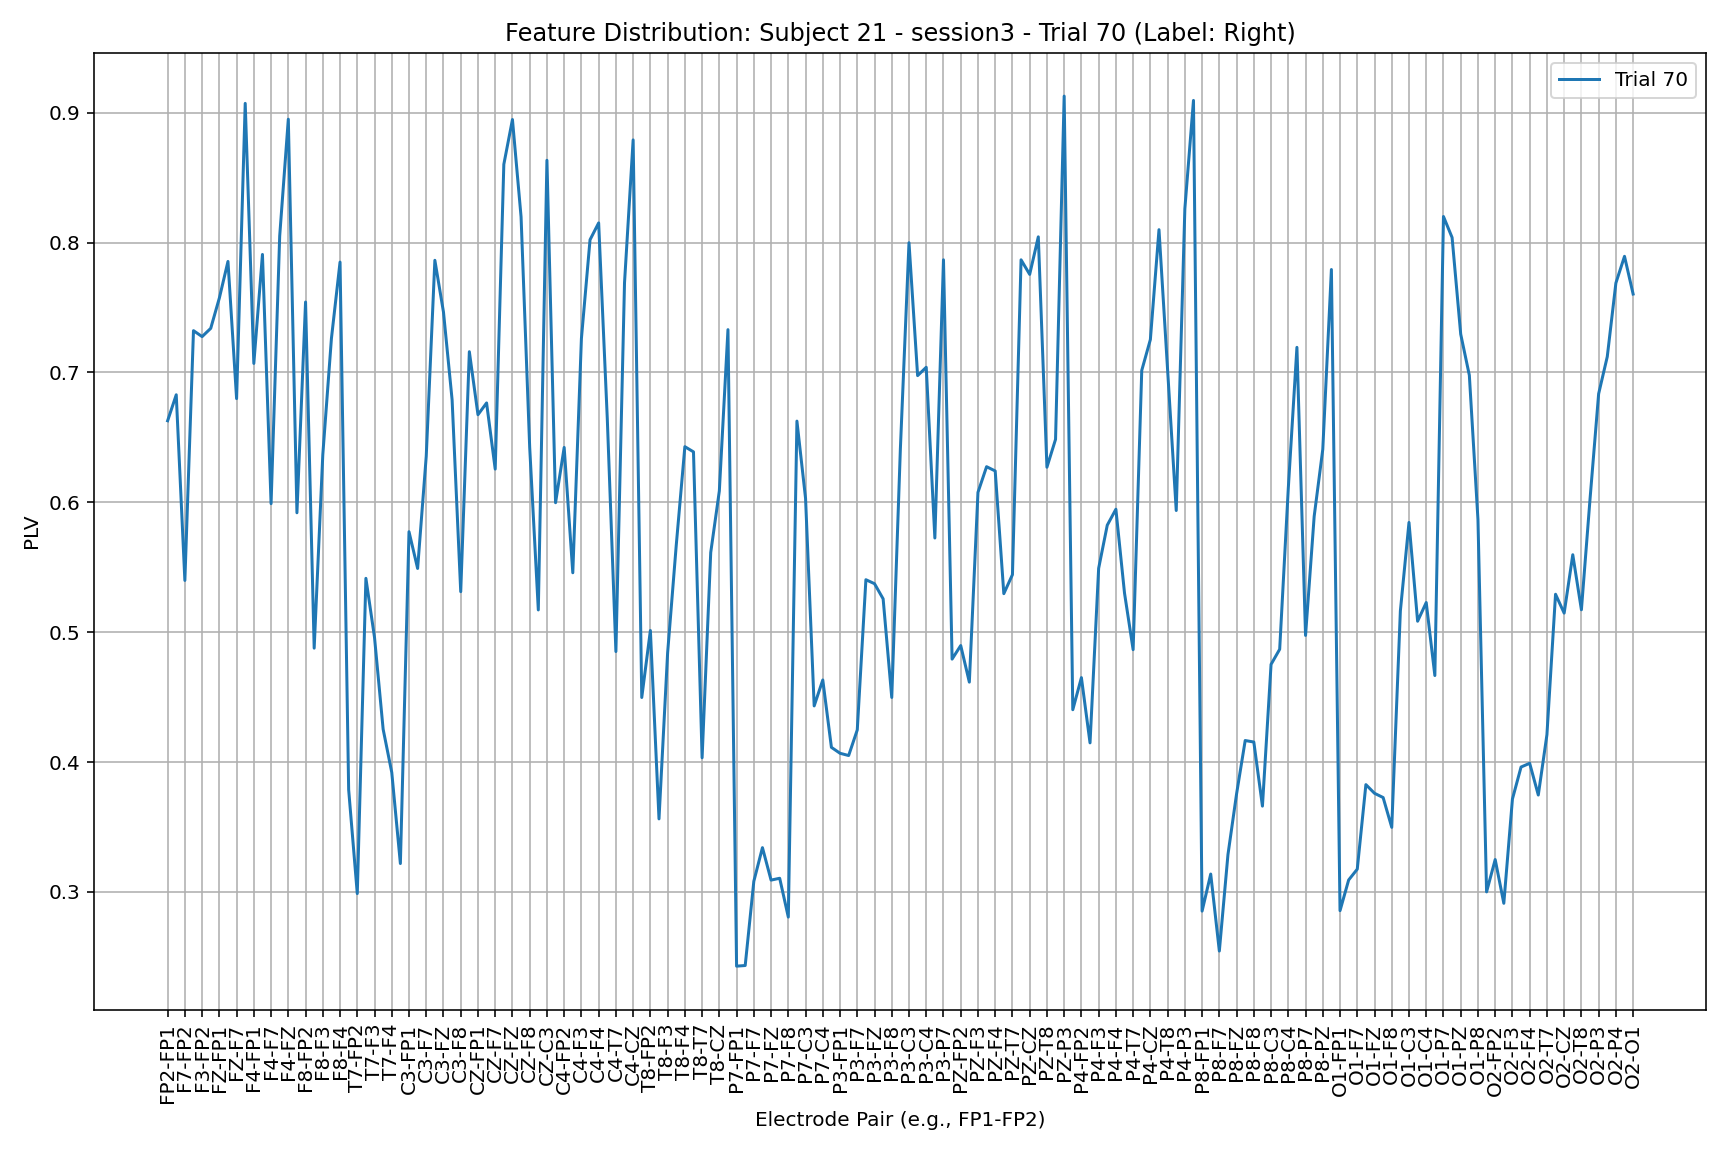 Feature Distribution: Subject 21 - session3 - Trial 70 (Label: Right)
Trial 70
PLV
0.9
0.8
0.7
0.6
0.5
0.4
0.3
FP2-FP1
F7-FP2
F3-FP2
FZ-FP1
FZ-F7
F4-FP1
F4-F7
F4-FZ
F8-FP2
F8-F3
F8-F4
T7-FP2
T7-F3
T7-F4
C3-FP1
C3-F7
C3-FZ
C3-F8
CZ-FP1
CZ-F7
CZ-FZ
CZ-F8
CZ-C3
C4-FP2
C4-F3
C4-F4
C4-T7
C4-CZ
T8-FP2
T8-F3
T8-F4
T8-T7
T8-CZ
P7-FP1
P7-F7
P7-FZ
P7-F8
P7-C3
P7-C4
P3-FP1
P3-F7
P3-FZ
P3-F8
P3-C3
P3-C4
P3-P7
PZ-FP2
PZ-F3
PZ-F4
PZ-T7
PZ-CZ
PZ-T8
PZ-P3
P4-FP2
P4-F3
P4-F4
P4-T7
P4-CZ
P4-T8
P4-P3
P8-FP1
P8-F7
P8-FZ
P8-F8
P8-C3
P8-C4
P8-P7
P8-PZ
O1-FP1
O1-F7
O1-FZ
O1-F8
O1-C3
O1-C4
O1-P7
O1-PZ
O1-P8
O2-FP2
O2-F3
O2-F4
O2-T7
O2-CZ
O2-T8
O2-P3
O2-P4
O2-O1
Electrode Pair (e.g., FP1-FP2)